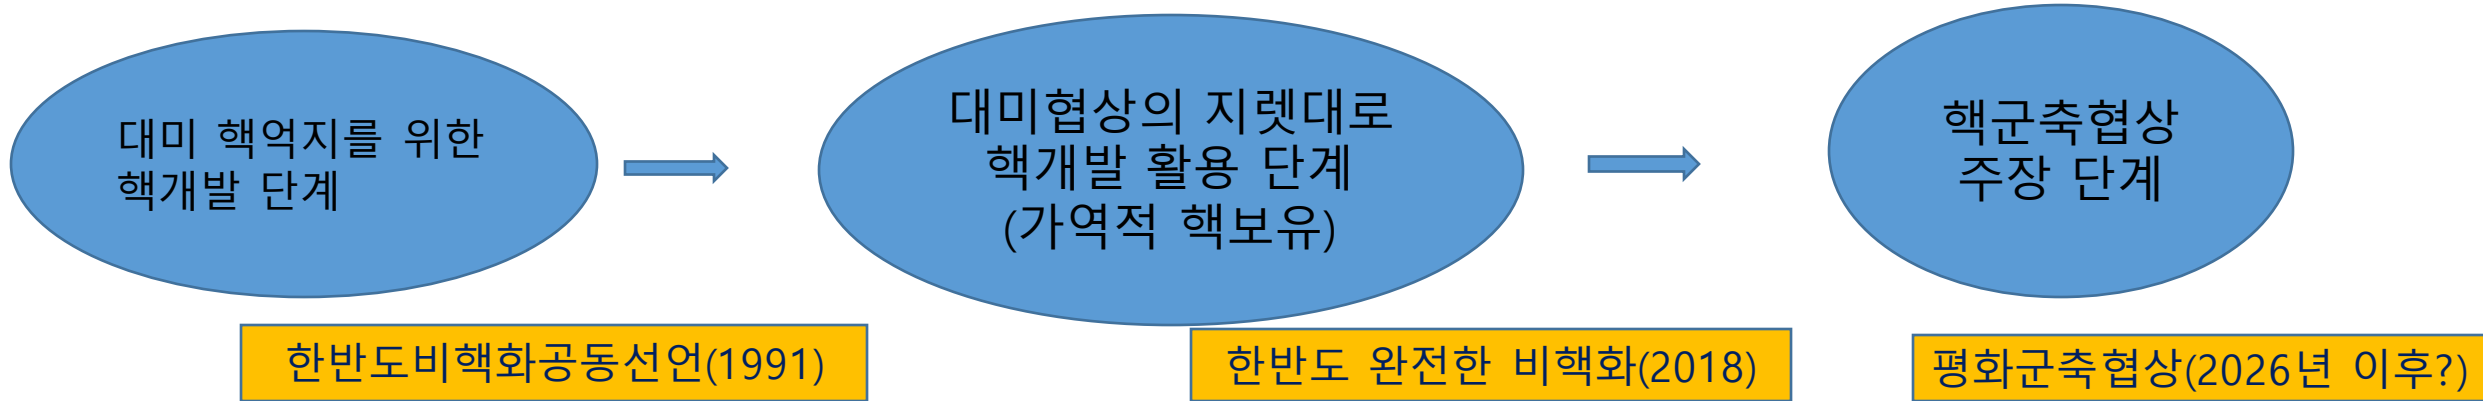 대미 핵억지를 위한
핵개발 단계
대미협상의 지렛대로
핵개발 활용 단계
(가역적 핵보유)
핵군축협상
주장 단계
한반도비핵화공동선언(1991)
한반도 완전한 비핵화(2018)
평화군축협상(2026년 이후?)